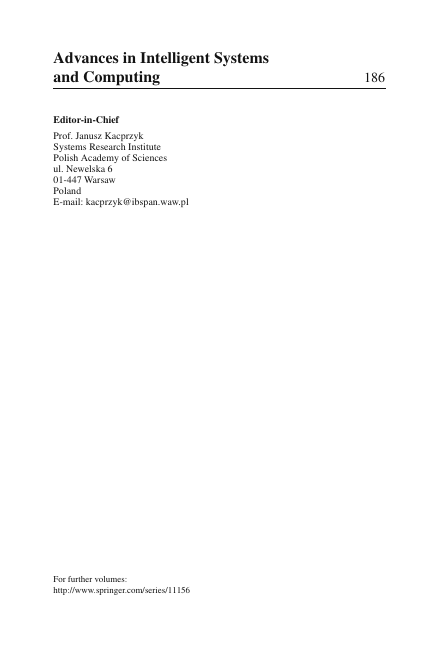 Advances in Intelligent Systems
and Computing 186
Editor-in-Chief
Prof. Janusz Kacprzyk
Systems Research Institute
Polish Academy of Sciences
ul. Newelska 6
01-447 Warsaw
Poland
E-mail: kacprzyk@ibspan.waw.pl
For further volumes:
http://www.springer.com/series/11156